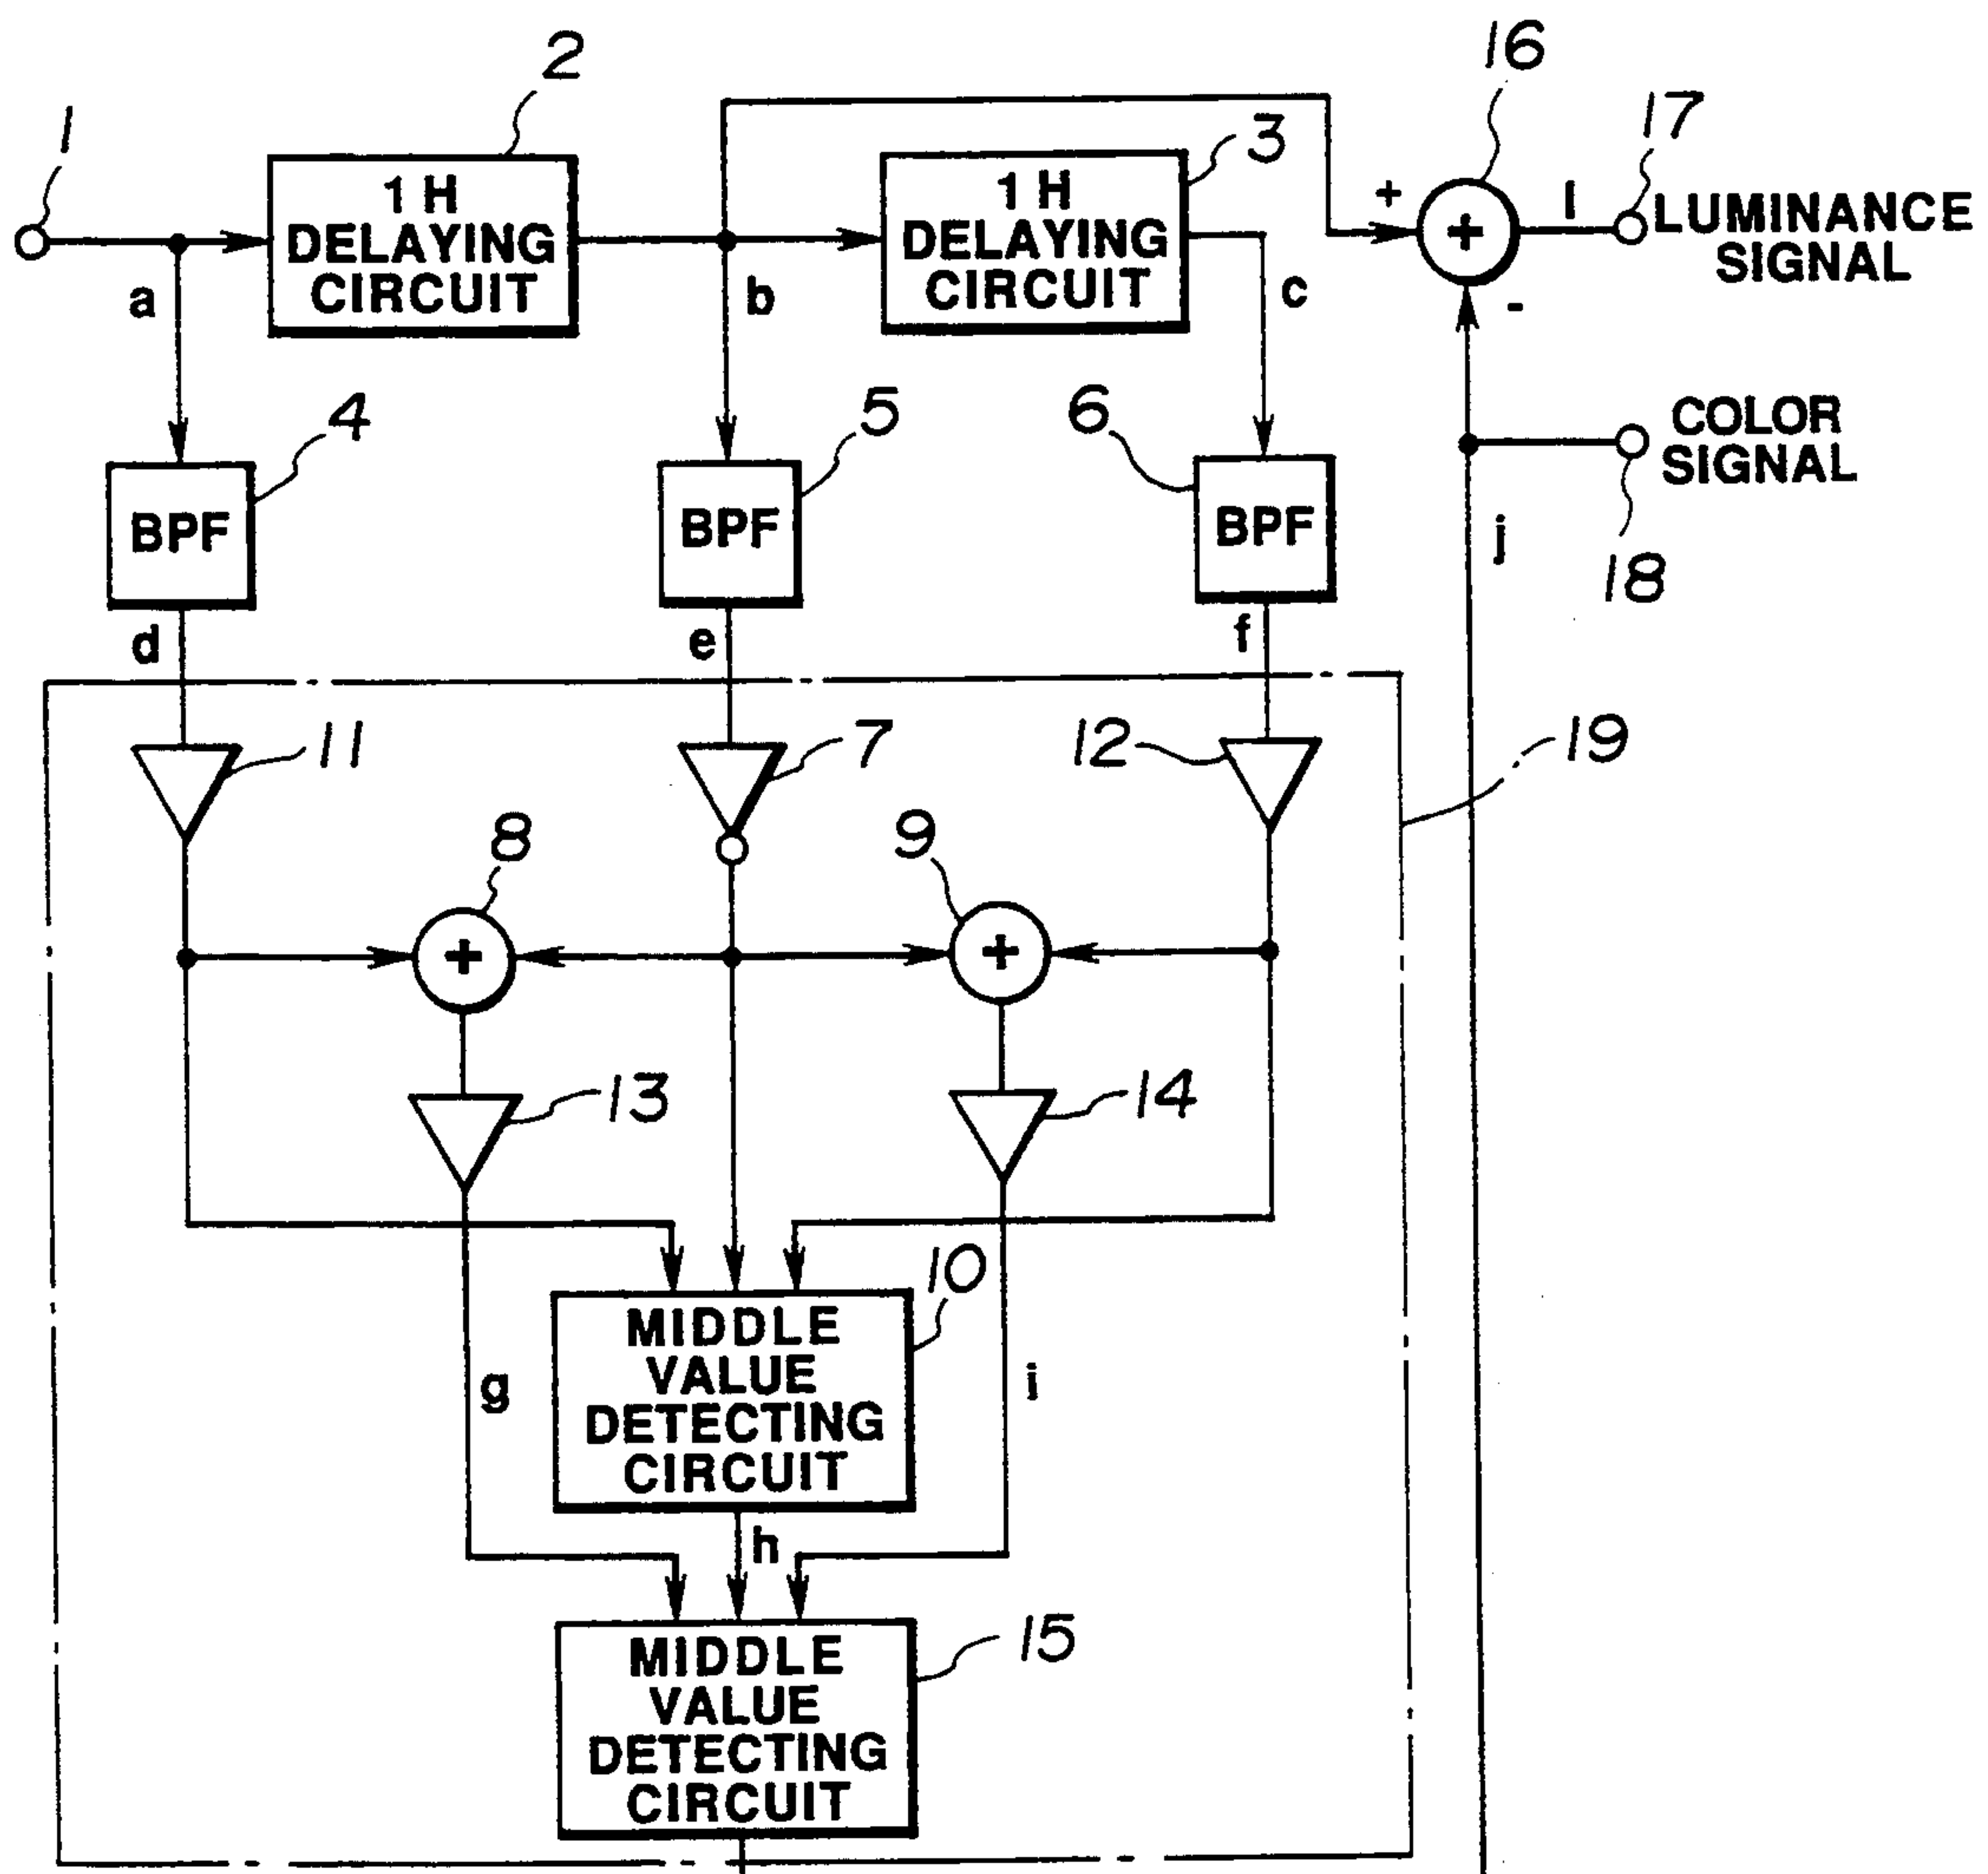 1
2
1 H
DELAYING
CIRCUIT
3
1 H
DELAYING
CIRCUIT
16
+
+
-
l
17
LUMINANCE
SIGNAL
a
b
c
4
BPF
5
BPF
6
BPF
COLOR
SIGNAL
18
j
d
e
f
11
7
12
19
8
+
9
+
13
14
10
MIDDLE
VALUE
DETECTING
CIRCUIT
g
i
h
15
MIDDLE
VALUE
DETECTING
CIRCUIT